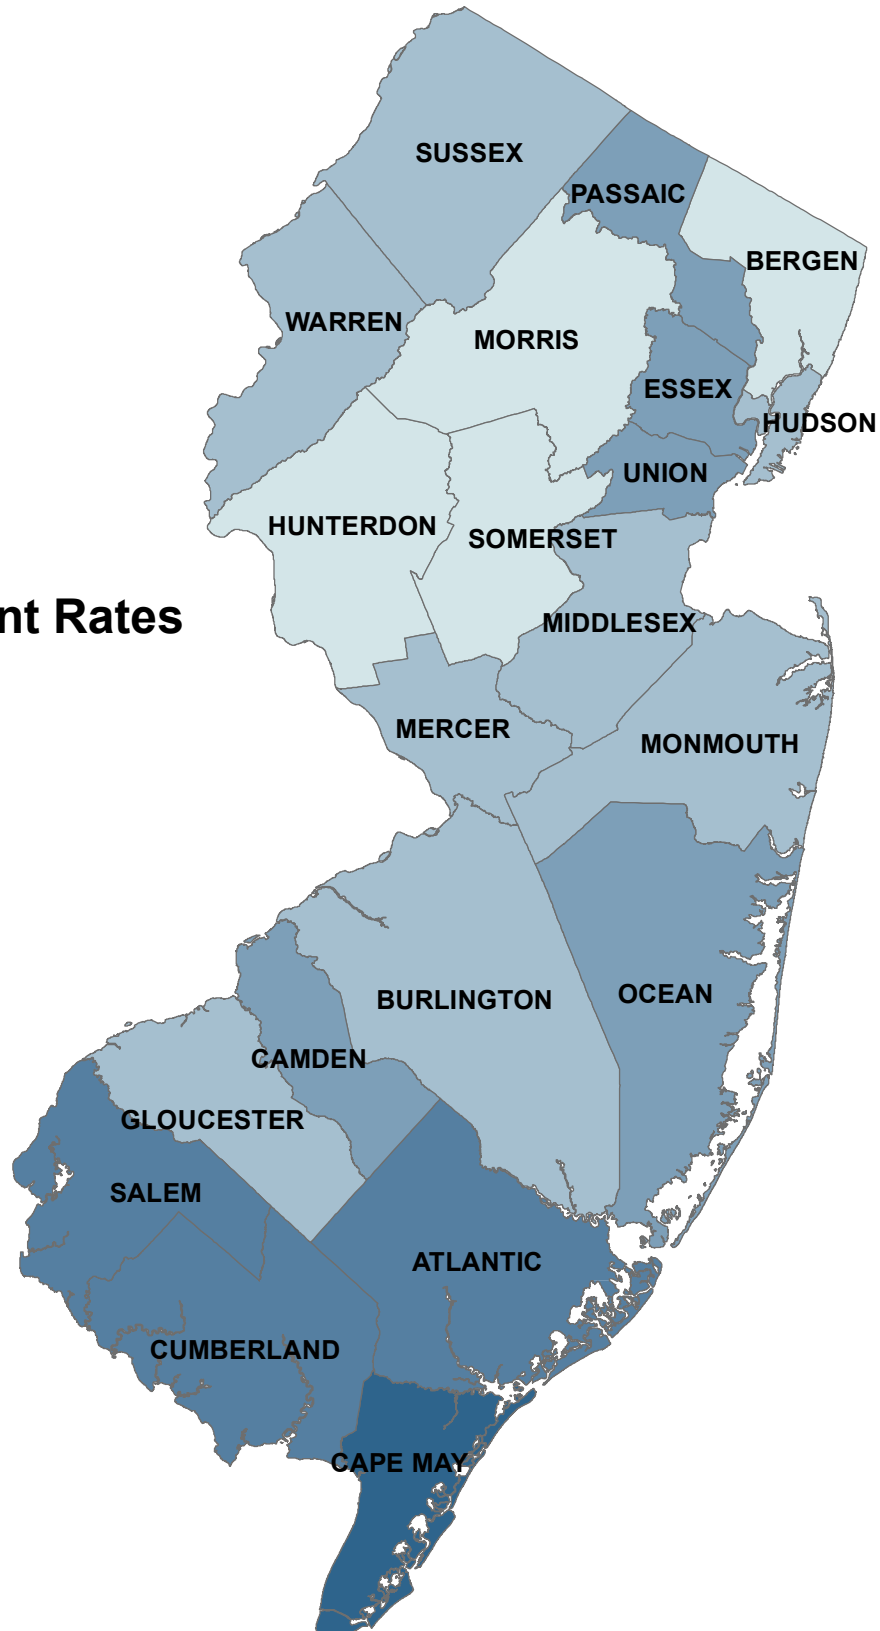 SUSSEX
PASSAIC
BERGEN
WARREN
MORRIS
ESSEX
HUDSON
UNION
HUNTERDON
SOMERSET
nt Rates
MIDDLESEX
MERCER
MONMOUTH
OCEAN
BURLINGTON
CAMDEN
GLOUCESTER
SALEM
ATLANTIC
CUMBERLAND
CAPE MAY